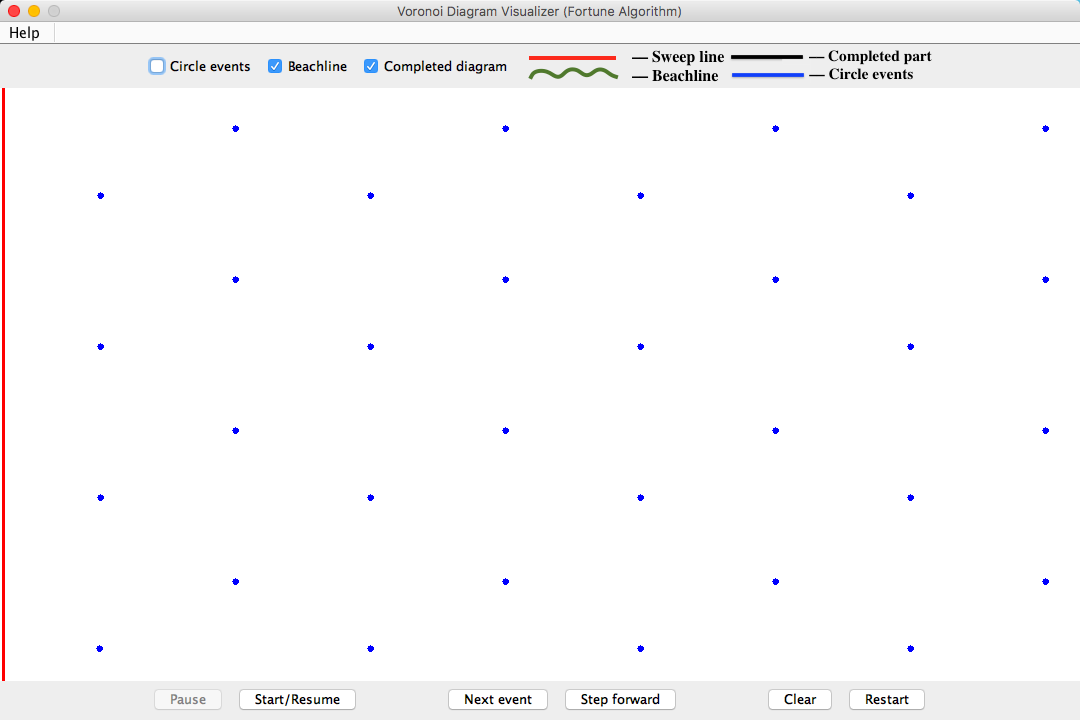 Voronoi Diagram Visualizer (Fortune Algorithm)
Help
Circle events Beachline Completed diagram
— Sweep line — Completed part
— Beachline — Circle events
Pause Start/Resume Next event Step forward Clear Restart